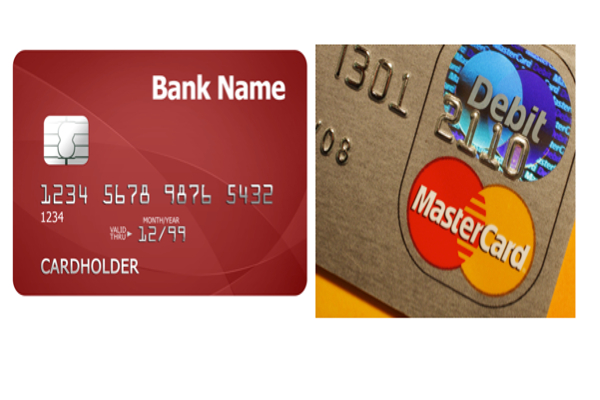 Bank Name
1234 5678 9876 5432
1234
MONTH/YEAR
VALID
THRU
12/99
CARDHOLDER
1301
2110
/08
Debit
MasterCard